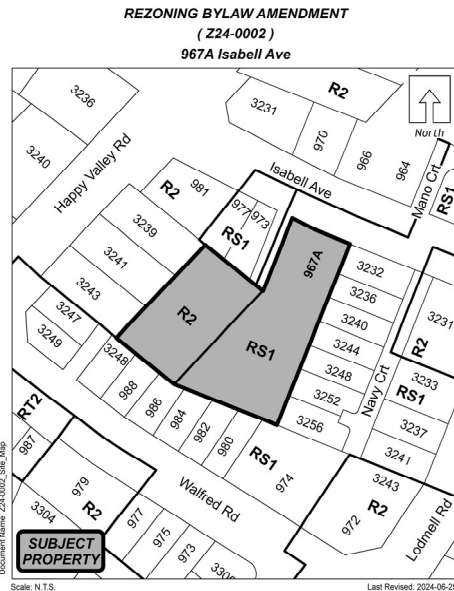 REZONING BYLAW AMENDMENT
( Z24-0002 )
967A Isabell Ave
3236
3240
Happy Valley Rd
R2
3231
970
966
964
North
Isabell Ave
Mano Crt
RS1
R2
981
977
973
RS1
3239
3241
3243
967A
R2
RS1
3232
3236
3240
3244
3248
3252
3256
Navy Crt
3231
R2
3233
RS1
3237
3241
3247
3249
3248
988
986
984
982
980
RS1
974
RT2
987
Walfred Rd
979
R2
3304
977
975
973
3243
R2
972
Lodmell Rd
SUBJECT
PROPERTY
Document Name: Z24-0002_Site_Map
Scale: N.T.S.
Last Revised: 2024-06-25